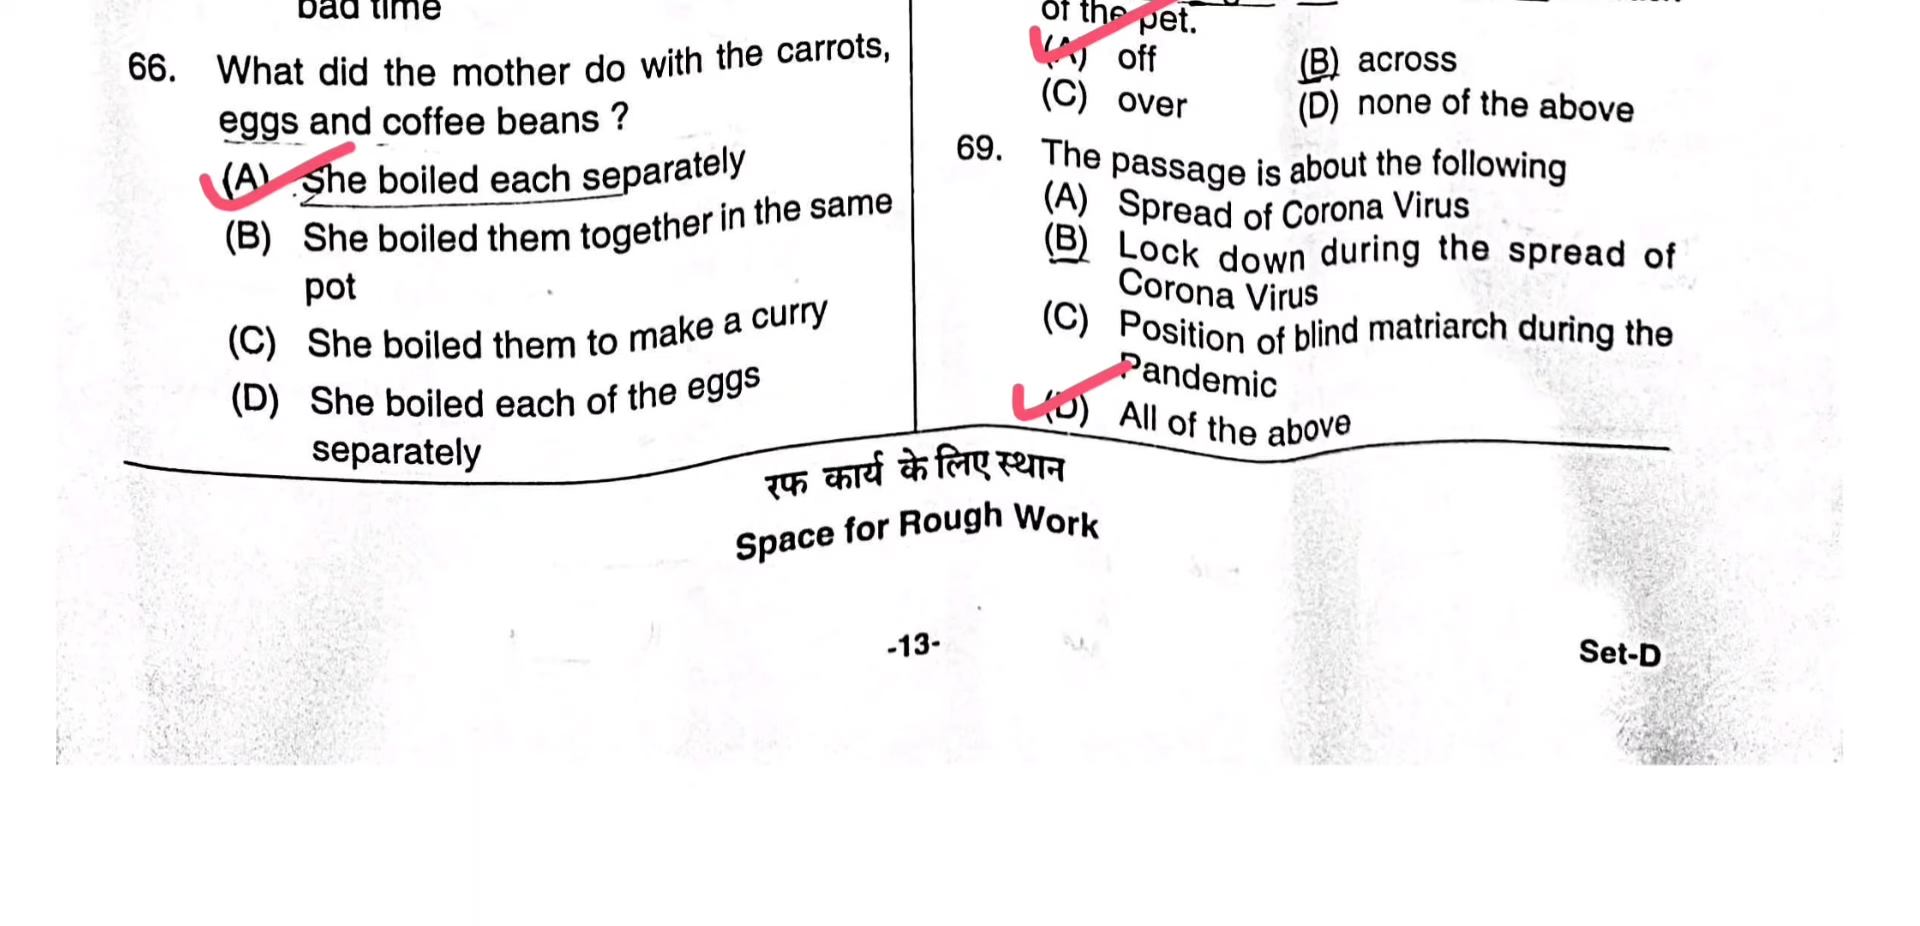 bad time
66. What did the mother do with the carrots,
eggs and coffee beans ?
(A) She boiled each separately
(B) She boiled them together in the same
pot
(C) She boiled them to make a curry
(D) She boiled each of the eggs
separately
of the pet.
(A) off (B) across
(C) over (D) none of the above
69. The passage is about the following
(A) Spread of Corona Virus
(B) Lock down during the spread of
Corona Virus
(C) Position of blind matriarch during the
Pandemic
(D) All of the above
रफ कार्य के लिए स्थान
Space for Rough Work
-13-
Set-D